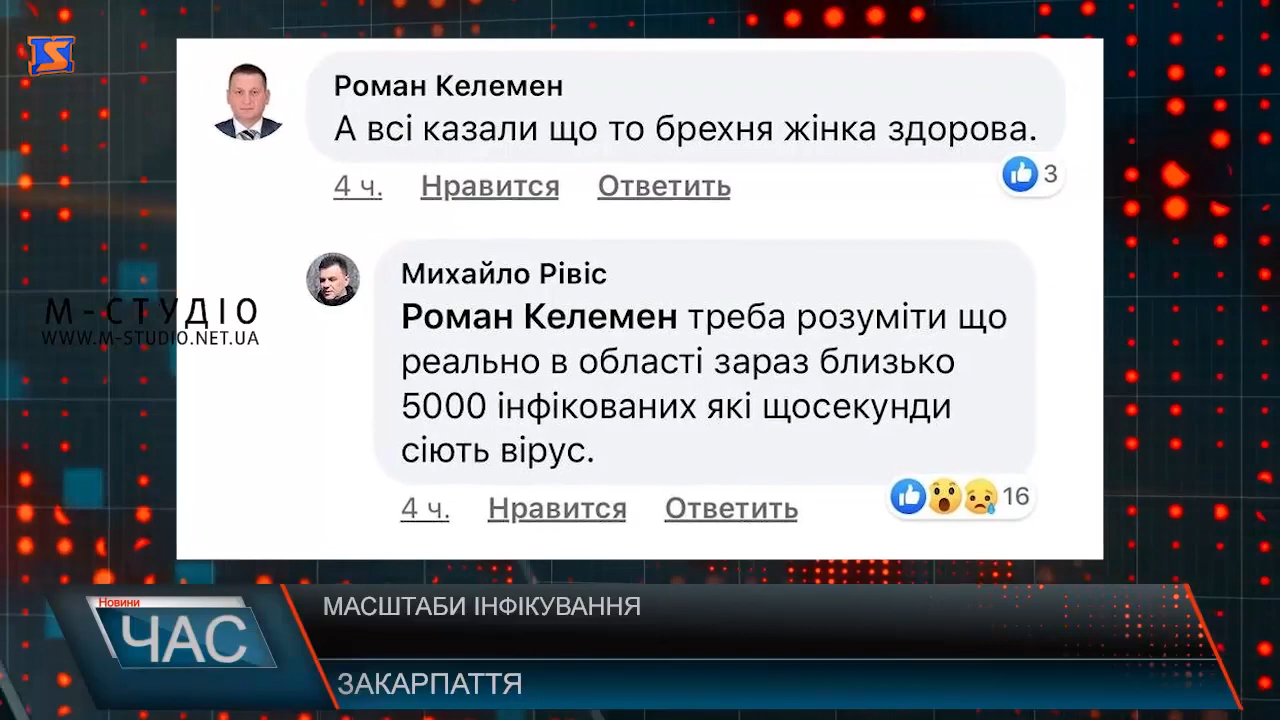 Роман Келемен
А всі казали що то брехня жінка здорова.
3
4 ч. Нравится Ответить
Михайло Рівіс
Роман Келемен треба розуміти що
реально в області зараз близько
5000 інфікованих які щосекунди
сіють вірус.
16
4 ч. Нравится Ответить
М-СТУДІО
WWW.M-STUDIO.NET.UA
Новини
ЧАС
МАСШТАБИ ІНФІКУВАННЯ
ЗАКАРПАТТЯ